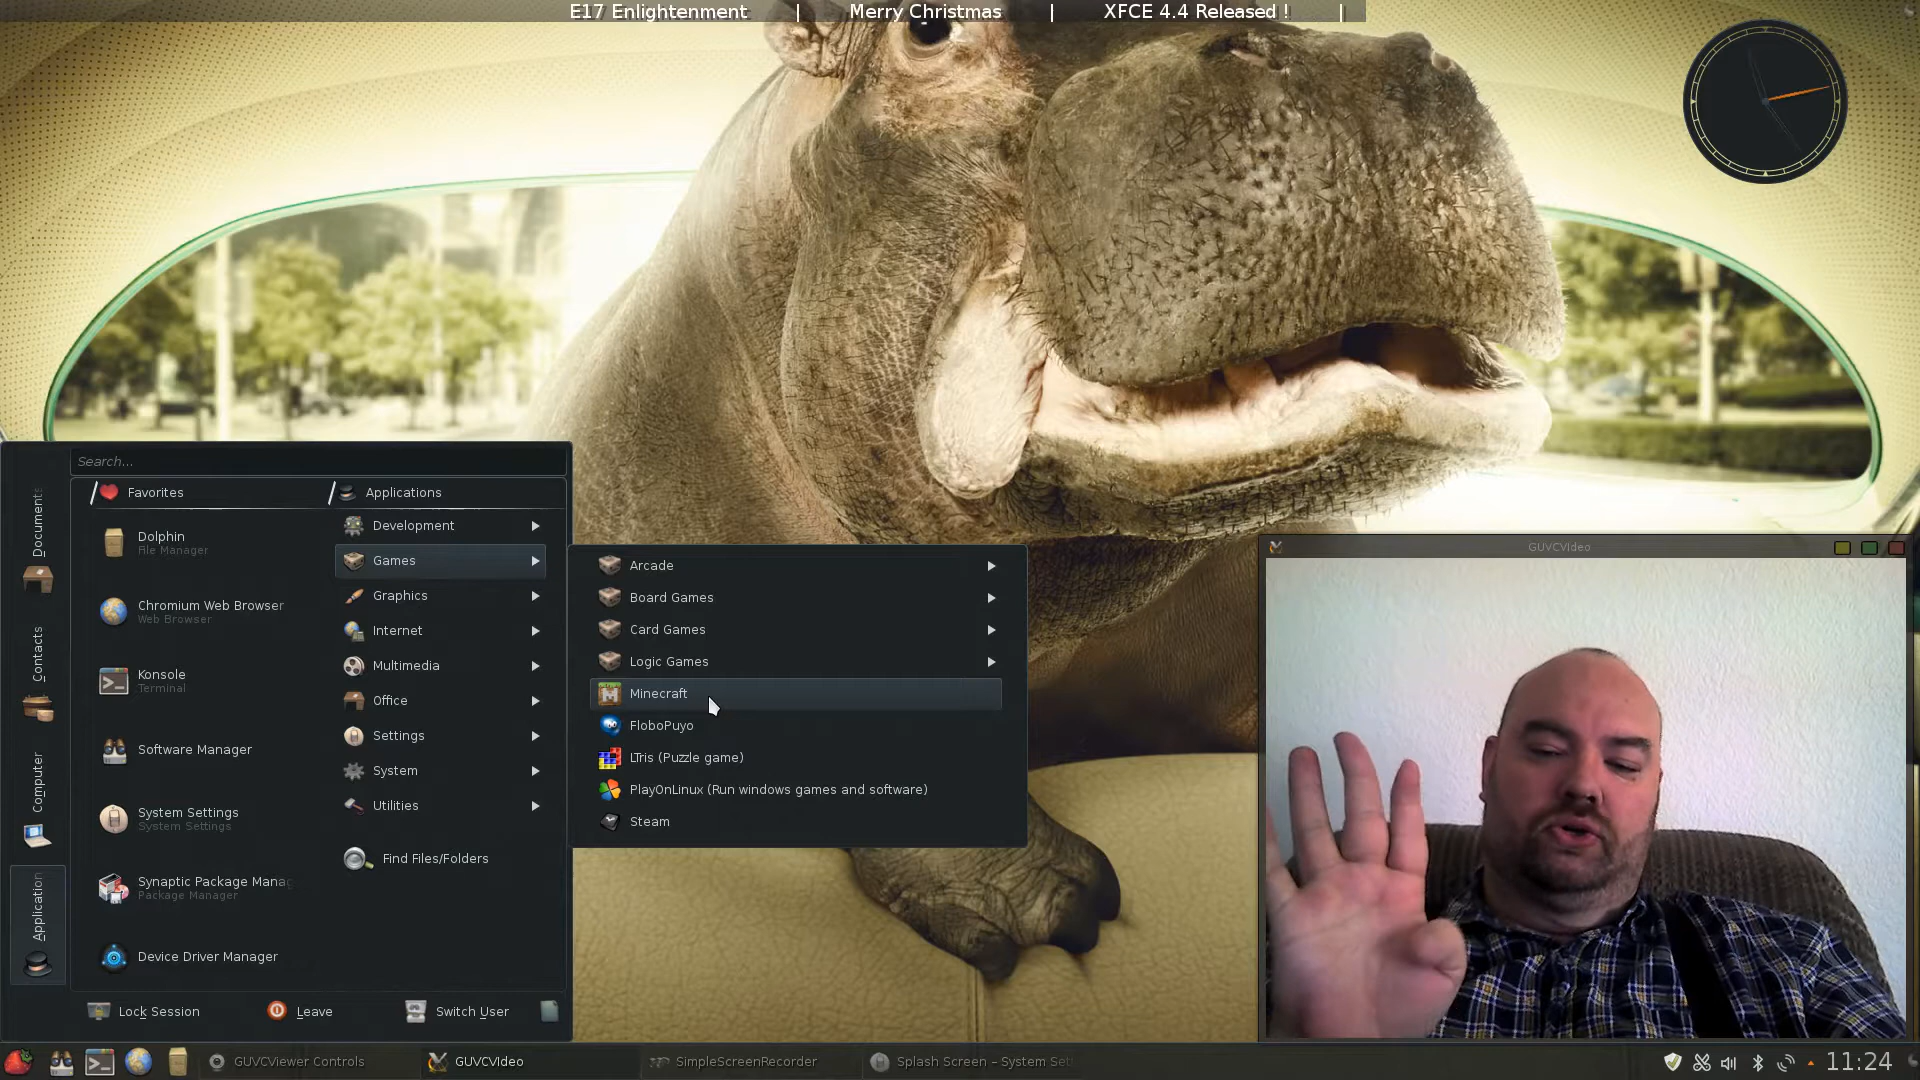 E17 Enlightenment | Merry Christmas | XFCE 4.4 Released ! |
Search...
Favorites
Applications
Documents
Contacts
Computer
Application
Dolphin
File Manager
Chromium Web Browser
Web Browser
Konsole
Terminal
Software Manager
System Settings
System Settings
Synaptic Package Manag
Package Manager
Device Driver Manager
Development
Games
Graphics
Internet
Multimedia
Office
Settings
System
Utilities
Find Files/Folders
Arcade
Board Games
Card Games
Logic Games
Minecraft
FloboPuyo
LTris (Puzzle game)
PlayOnLinux (Run windows games and software)
Steam
Lock Session
Leave
Switch User
GUVCVideo
GUVCViewer Controls
GUVCVideo
SimpleScreenRecorder
Splash Screen – System Set
11:24